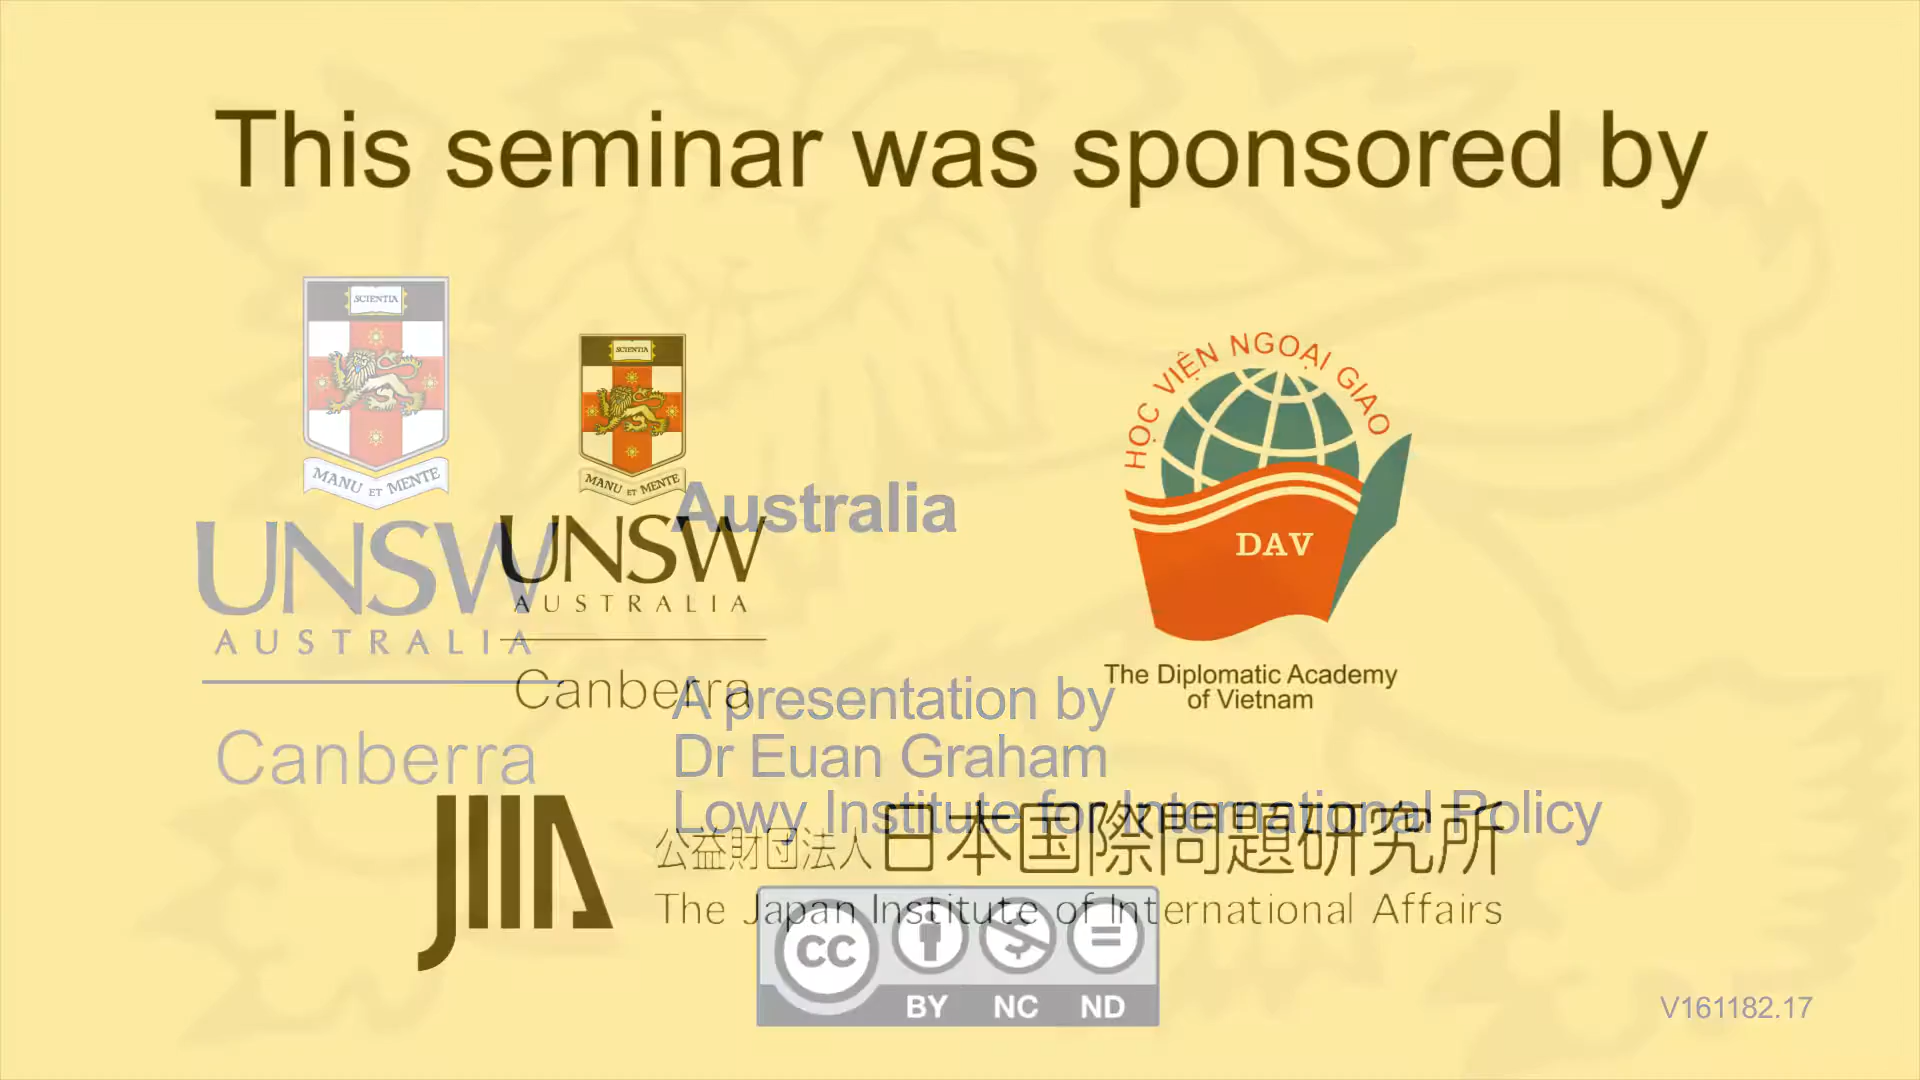 This seminar was sponsored by
SCIENTIA
MANU ET MENTE
UNSW
AUSTRALIA
Canberra
SCIENTIA
MANU ET MENTE
UNSW
AUSTRALIA
Canberra
HỌC VIỆN NGOẠI GIAO
DAV
The Diplomatic Academy
of Vietnam
Australia
A presentation by
Dr Euan Graham
Lowy Institute for International Policy
JIIA
公益財団法人日本国際問題研究所
The Japan Institute of International Affairs
CC
BY NC ND
V161182.17